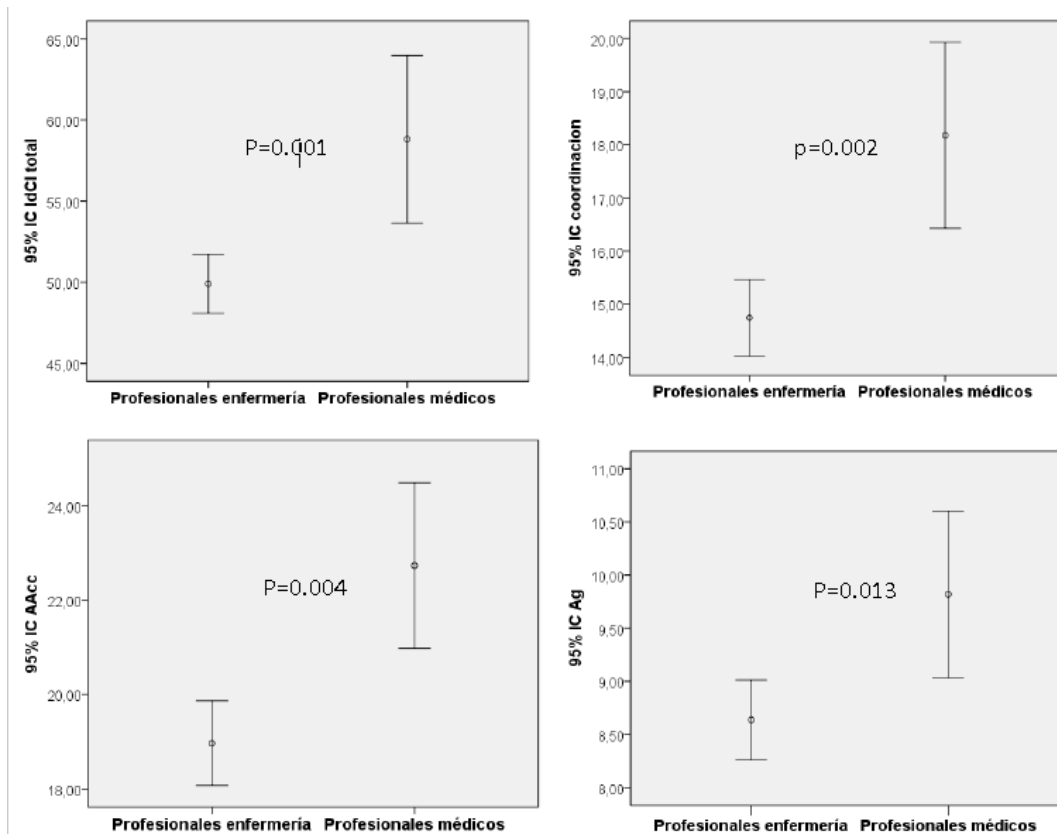 95% IC IdCI total
65,00
60,00
55,00
50,00
45,00
P=0.001
Profesionales enfermería Profesionales médicos
95% IC coordinacion
20,00
19,00
18,00
17,00
16,00
15,00
14,00
p=0.002
Profesionales enfermería Profesionales médicos
95% IC AAcc
24,00
22,00
20,00
18,00
P=0.004
Profesionales enfermería Profesionales médicos
95% IC Ag
11,00
10,50
10,00
9,50
9,00
8,50
8,00
P=0.013
Profesionales enfermería Profesionales médicos